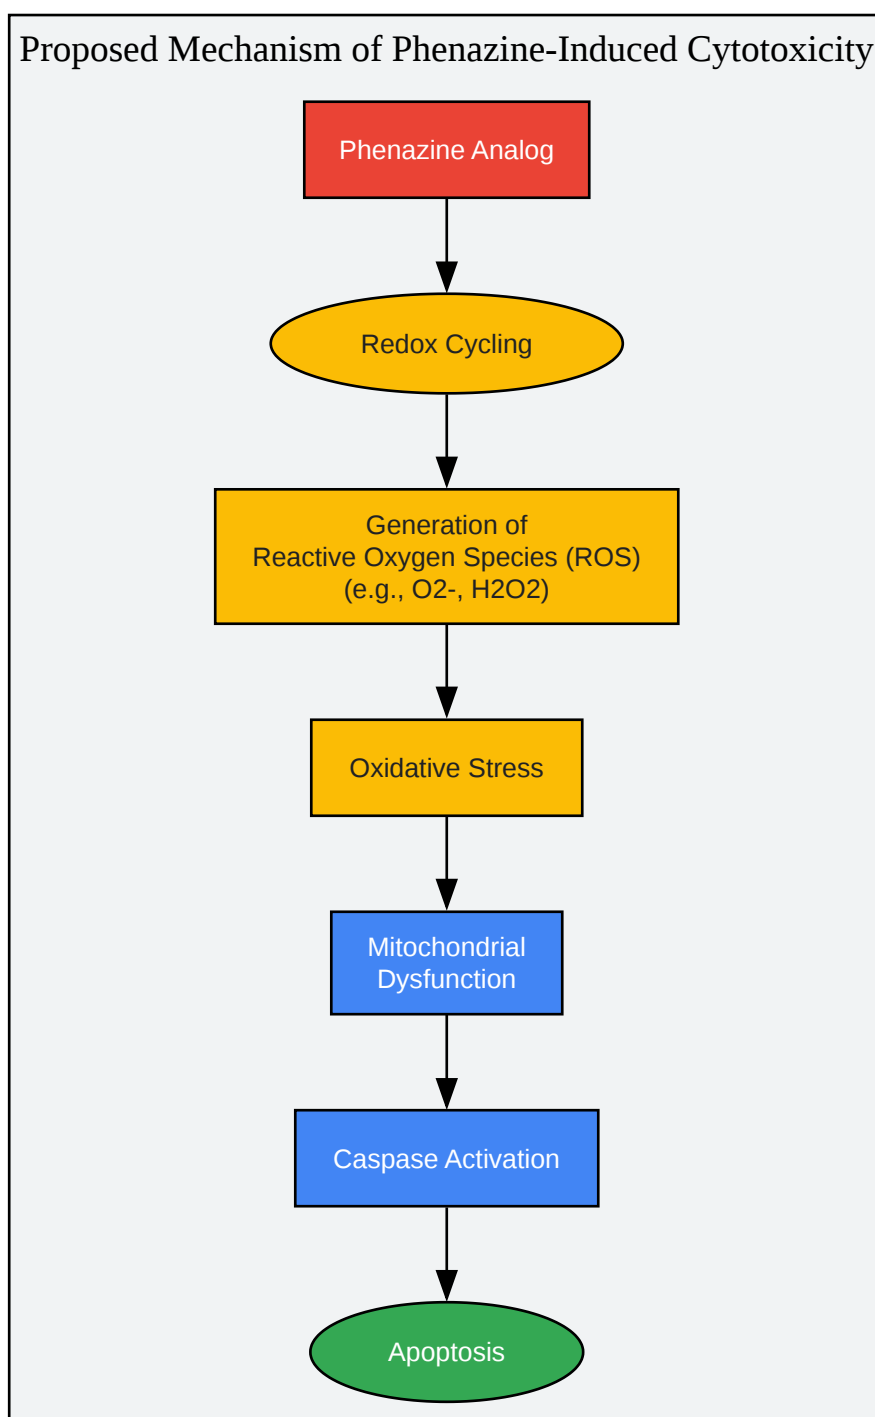 Proposed Mechanism of Phenazine-Induced Cytotoxicity
Phenazine Analog
Redox Cycling
Generation of
Reactive Oxygen Species (ROS)
(e.g., O2-, H2O2)
Oxidative Stress
Mitochondrial
Dysfunction
Caspase Activation
Apoptosis